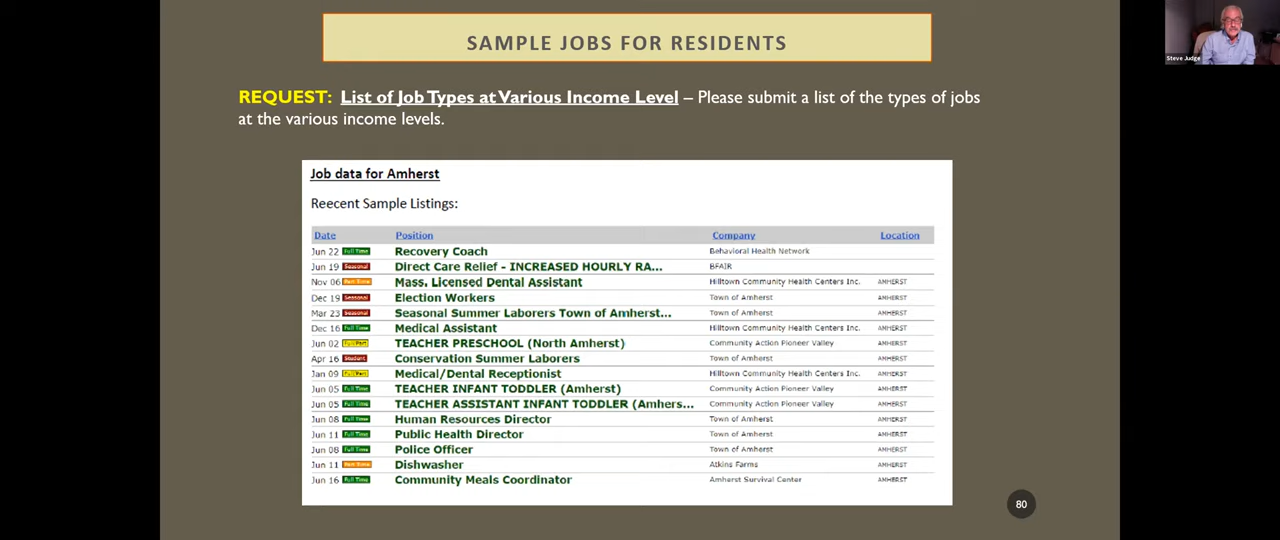 SAMPLE JOBS FOR RESIDENTS
Steve Judge
REQUEST: List of Job Types at Various Income Level – Please submit a list of the types of jobs
at the various income levels.
Job data for Amherst
Reecent Sample Listings:
Date Position Company Location
Jun 22 Full Time Recovery Coach Behavioral Health Network
Jun 19 Seasonal Direct Care Relief - INCREASED HOURLY RA... BFAIR
Nov 06 Part Time Mass. Licensed Dental Assistant Hilltown Community Health Centers Inc. AMHERST
Dec 19 Seasonal Election Workers Town of Amherst AMHERST
Mar 23 Seasonal Seasonal Summer Laborers Town of Amherst... Town of Amherst AMHERST
Dec 16 Full Time Medical Assistant Hilltown Community Health Centers Inc. AMHERST
Jun 02 Full/Part TEACHER PRESCHOOL (North Amherst) Community Action Pioneer Valley AMHERST
Apr 16 Student Conservation Summer Laborers Town of Amherst AMHERST
Jan 09 Full/Part Medical/Dental Receptionist Hilltown Community Health Centers Inc. AMHERST
Jun 05 Full Time TEACHER INFANT TODDLER (Amherst) Community Action Pioneer Valley AMHERST
Jun 05 Full Time TEACHER ASSISTANT INFANT TODDLER (Amhers... Community Action Pioneer Valley AMHERST
Jun 08 Full Time Human Resources Director Town of Amherst AMHERST
Jun 11 Full Time Public Health Director Town of Amherst AMHERST
Jun 08 Full Time Police Officer Town of Amherst AMHERST
Jun 11 Part Time Dishwasher Atkins Farms AMHERST
Jun 16 Full Time Community Meals Coordinator Amherst Survival Center AMHERST
80